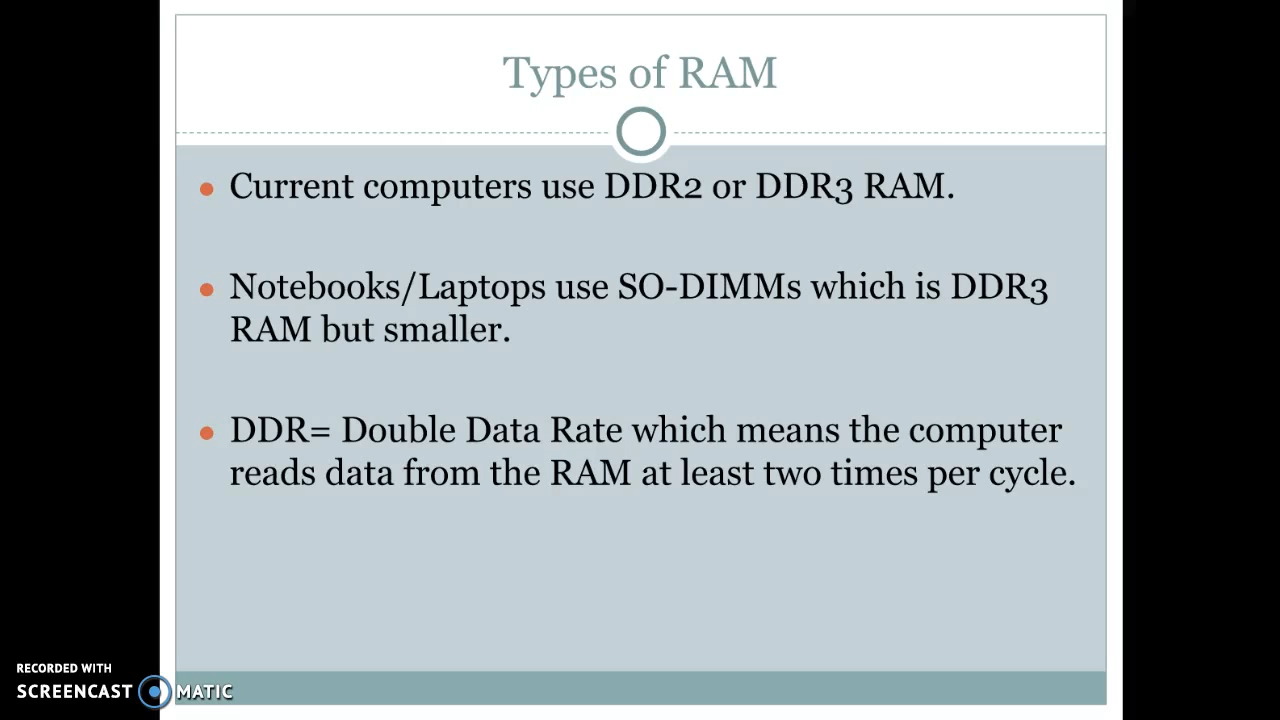 Types of RAM
Current computers use DDR2 or DDR3 RAM.
Notebooks/Laptops use SO-DIMMs which is DDR3
RAM but smaller.
DDR= Double Data Rate which means the computer
reads data from the RAM at least two times per cycle.
RECORDED WITH
SCREENCAST MATIC